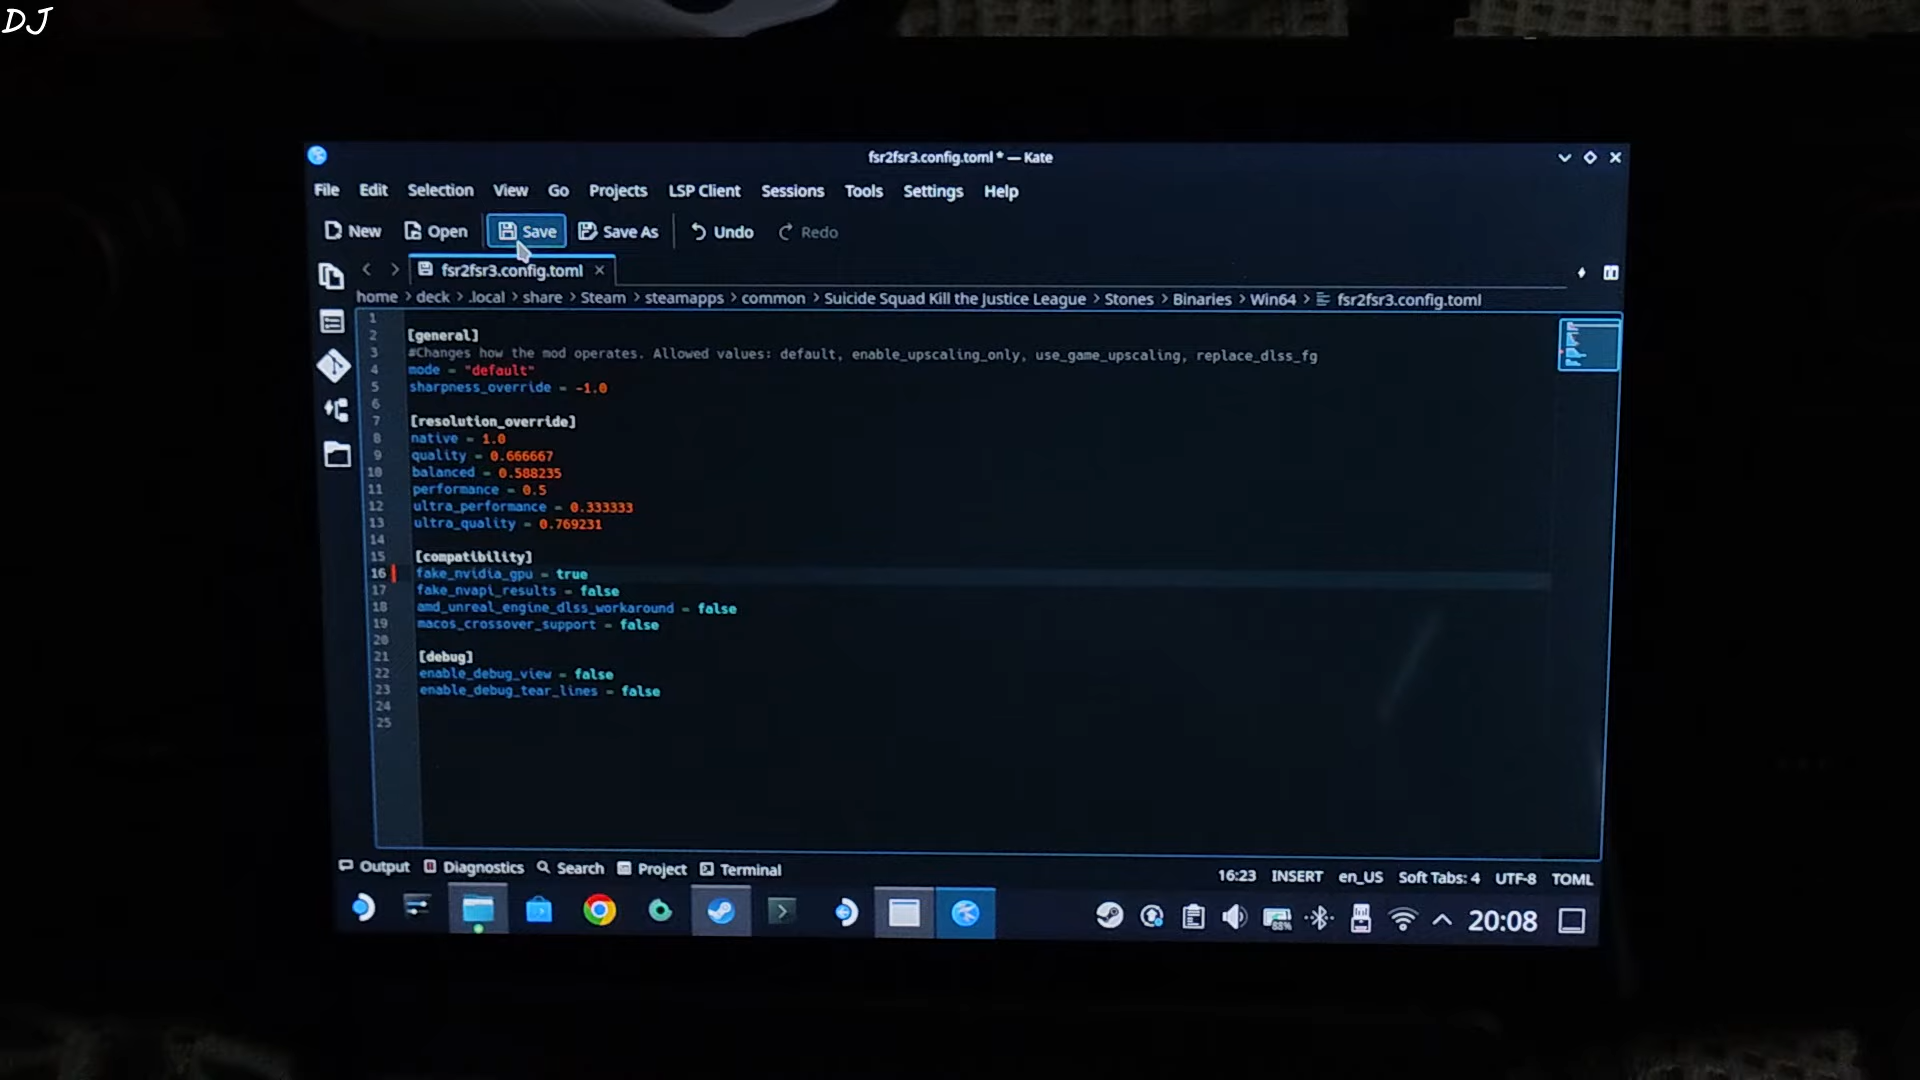 DJ
fsr2fsr3.config.toml * — Kate
File Edit Selection View Go Projects LSP Client Sessions Tools Settings Help
New Open Save Save As Undo Redo
fsr2fsr3.config.toml
home > deck > .local > share > Steam > steamapps > common > Suicide Squad Kill the Justice League > Stones > Binaries > Win64 > fsr2fsr3.config.toml
1
2 [general]
3 #Changes how the mod operates. Allowed values: default, enable_upscaling_only, use_game_upscaling, replace_dlss_fg
4 mode = "default"
5 sharpness_override = -1.0
6
7 [resolution_override]
8 native = 1.0
9 quality = 0.666667
10 balanced = 0.588235
11 performance = 0.5
12 ultra_performance = 0.333333
13 ultra_quality = 0.769231
14
15 [compatibility]
16 fake_nvidia_gpu = true
17 fake_nvapi_results = false
18 amd_unreal_engine_dlss_workaround = false
19 macos_crossover_support = false
20
21 [debug]
22 enable_debug_view = false
23 enable_debug_tear_lines = false
24
25
Output Diagnostics Search Project Terminal 16:23 INSERT en_US Soft Tabs: 4 UTF-8 TOML
88% 20:08